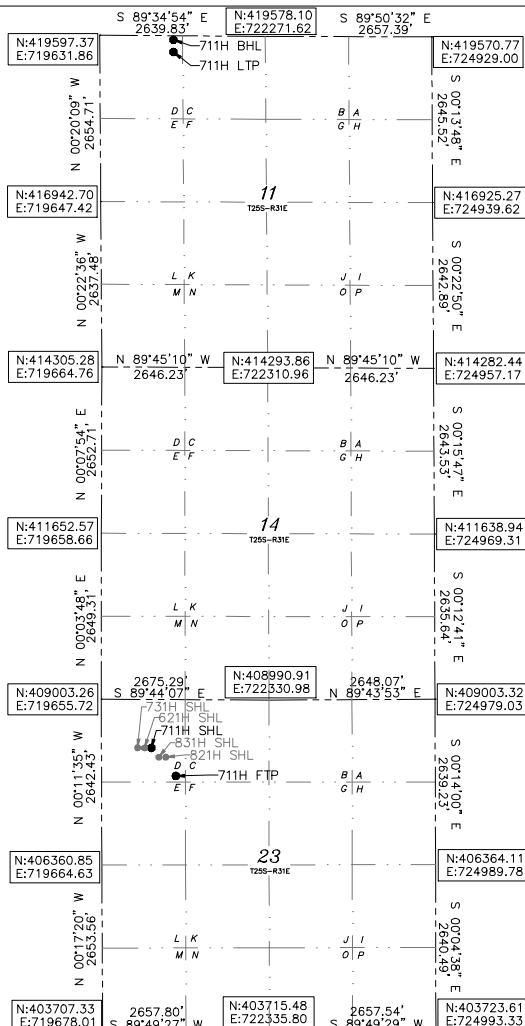 S 89°34'54" E
2639.83'
N:419578.10
E:722271.62
S 89°50'32" E
2657.39'
N:419597.37
E:719631.86
711H BHL
711H LTP
N:419570.77
E:724929.00
N 00°20'09" W
2654.71'
D C
E F
B A
G H
S 00°13'48" E
2645.52'
N:416942.70
E:719647.42
11
T25S-R31E
N:416925.27
E:724939.62
N 00°22'36" W
2637.48'
L K
M N
J I
O P
S 00°22'50" E
2642.89'
N:414305.28
E:719664.76
N 89°45'10" W
2646.23'
N:414293.86
E:722310.96
N 89°45'10" W
2646.23'
N:414282.44
E:724957.17
N 00°07'54" E
2652.71'
D C
E F
B A
G H
S 00°15'47" E
2643.53'
N:411652.57
E:719658.66
14
T25S-R31E
N:411638.94
E:724969.31
N 00°03'48" E
2649.31'
L K
M N
J I
O P
S 00°12'41" E
2635.64'
N:409003.26
E:719655.72
2675.29'
S 89°44'07" E
N:408990.91
E:722330.98
2648.07'
N 89°43'53" E
N:409003.32
E:724979.03
731H SHL
621H SHL
711H SHL
831H SHL
821H SHL
N 00°11'35" W
2642.43'
D C
E F
711H FTP
B A
G H
S 00°14'00" E
2639.23'
N:406360.85
E:719664.63
23
T25S-R31E
N:406364.11
E:724989.78
N 00°17'20" W
2653.56'
L K
M N
J I
O P
S 00°04'38" E
2640.49'
N:403707.33
E:719678.01
2657.80'
S 89°49'27" W
N:403715.48
E:722335.80
2657.54'
S 89°49'29" W
N:403723.61
E:724993.33